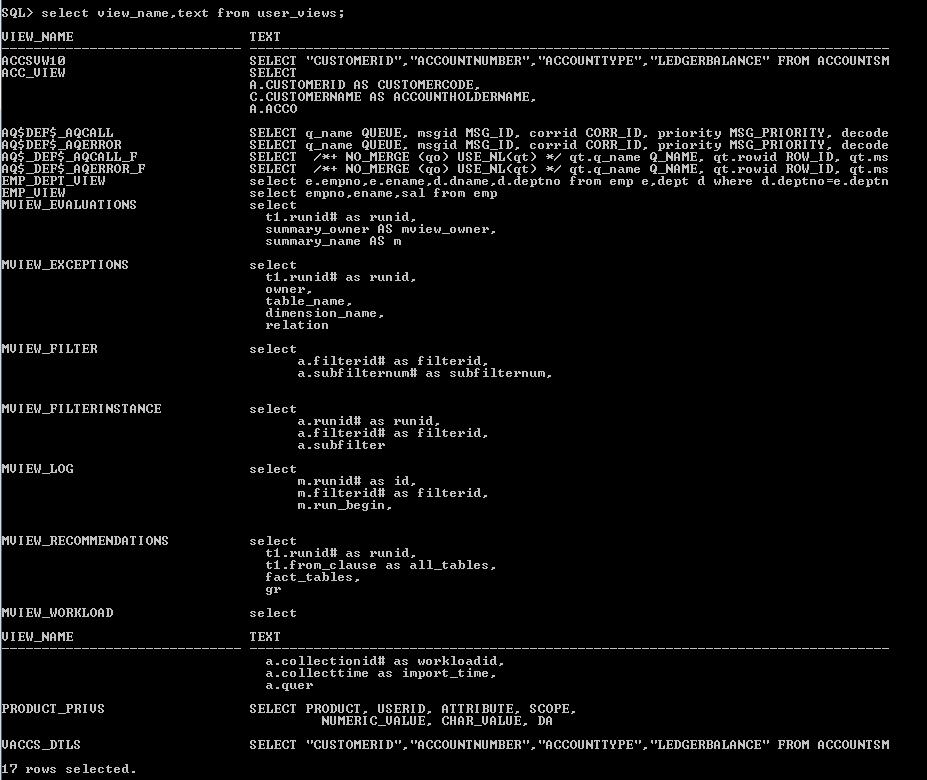 SQL> select view_name,text from user_views;
VIEW_NAME TEXT
------------------------------ --------------------------------------------------------------------------------
ACCSVW10 SELECT "CUSTOMERID","ACCOUNTNUMBER","ACCOUNTTYPE","LEDGERBALANCE" FROM ACCOUNTSM
ACC_VIEW SELECT
A.CUSTOMERID AS CUSTOMERCODE,
C.CUSTOMERNAME AS ACCOUNTHOLDERNAME,
A.ACCO
AQ$DEF$_AQCALL SELECT q_name QUEUE, msgid MSG_ID, corrid CORR_ID, priority MSG_PRIORITY, decode
AQ$DEF$_AQERROR SELECT q_name QUEUE, msgid MSG_ID, corrid CORR_ID, priority MSG_PRIORITY, decode
AQ$_DEF$_AQCALL_F SELECT /*+ NO_MERGE (qo) USE_NL(qt) */ qt.q_name Q_NAME, qt.rowid ROW_ID, qt.ms
AQ$_DEF$_AQERROR_F SELECT /*+ NO_MERGE (qo) USE_NL(qt) */ qt.q_name Q_NAME, qt.rowid ROW_ID, qt.ms
EMP_DEPT_VIEW select e.empno,e.ename,d.dname,d.deptno from emp e,dept d where d.deptno=e.deptn
EMP_VIEW select empno,ename,sal from emp
MVIEW_EVALUATIONS select
t1.runid# as runid,
summary_owner AS mview_owner,
summary_name AS m
MVIEW_EXCEPTIONS select
t1.runid# as runid,
owner,
table_name,
dimension_name,
relation
MVIEW_FILTER select
a.filterid# as filterid,
a.subfilternum# as subfilternum,
MVIEW_FILTERINSTANCE select
a.runid# as runid,
a.filterid# as filterid,
a.subfilter
MVIEW_LOG select
m.runid# as id,
m.filterid# as filterid,
m.run_begin,
MVIEW_RECOMMENDATIONS select
t1.runid# as runid,
t1.from_clause as all_tables,
fact_tables,
gr
MVIEW_WORKLOAD select
VIEW_NAME TEXT
------------------------------ --------------------------------------------------------------------------------
a.collectionid# as workloadid,
a.collecttime as import_time,
a.quer
PRODUCT_PRIVS SELECT PRODUCT, USERID, ATTRIBUTE, SCOPE,
NUMERIC_VALUE, CHAR_VALUE, DA
VACCS_DTLS SELECT "CUSTOMERID","ACCOUNTNUMBER","ACCOUNTTYPE","LEDGERBALANCE" FROM ACCOUNTSM
17 rows selected.